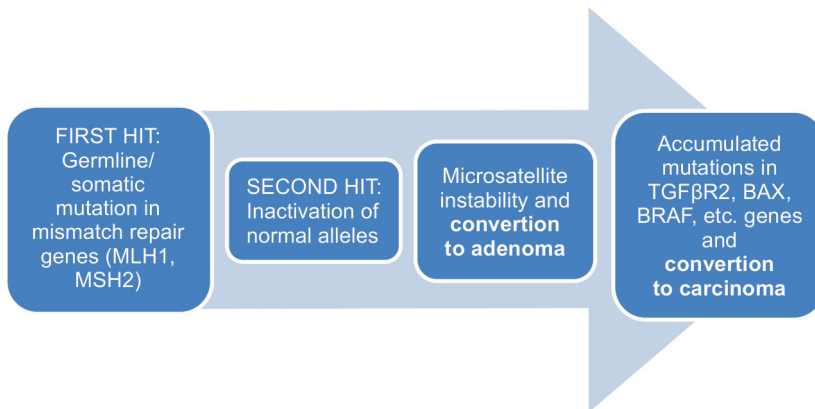 FIRST HIT:
Germline/
somatic
mutation in
mismatch repair
genes (MLH1,
MSH2)
SECOND HIT:
Inactivation of
normal alleles
Microsatellite
instability and
convertion
to adenoma
Accumulated
mutations in
TGFβR2, BAX,
BRAF, etc. genes
and
convertion
to carcinoma